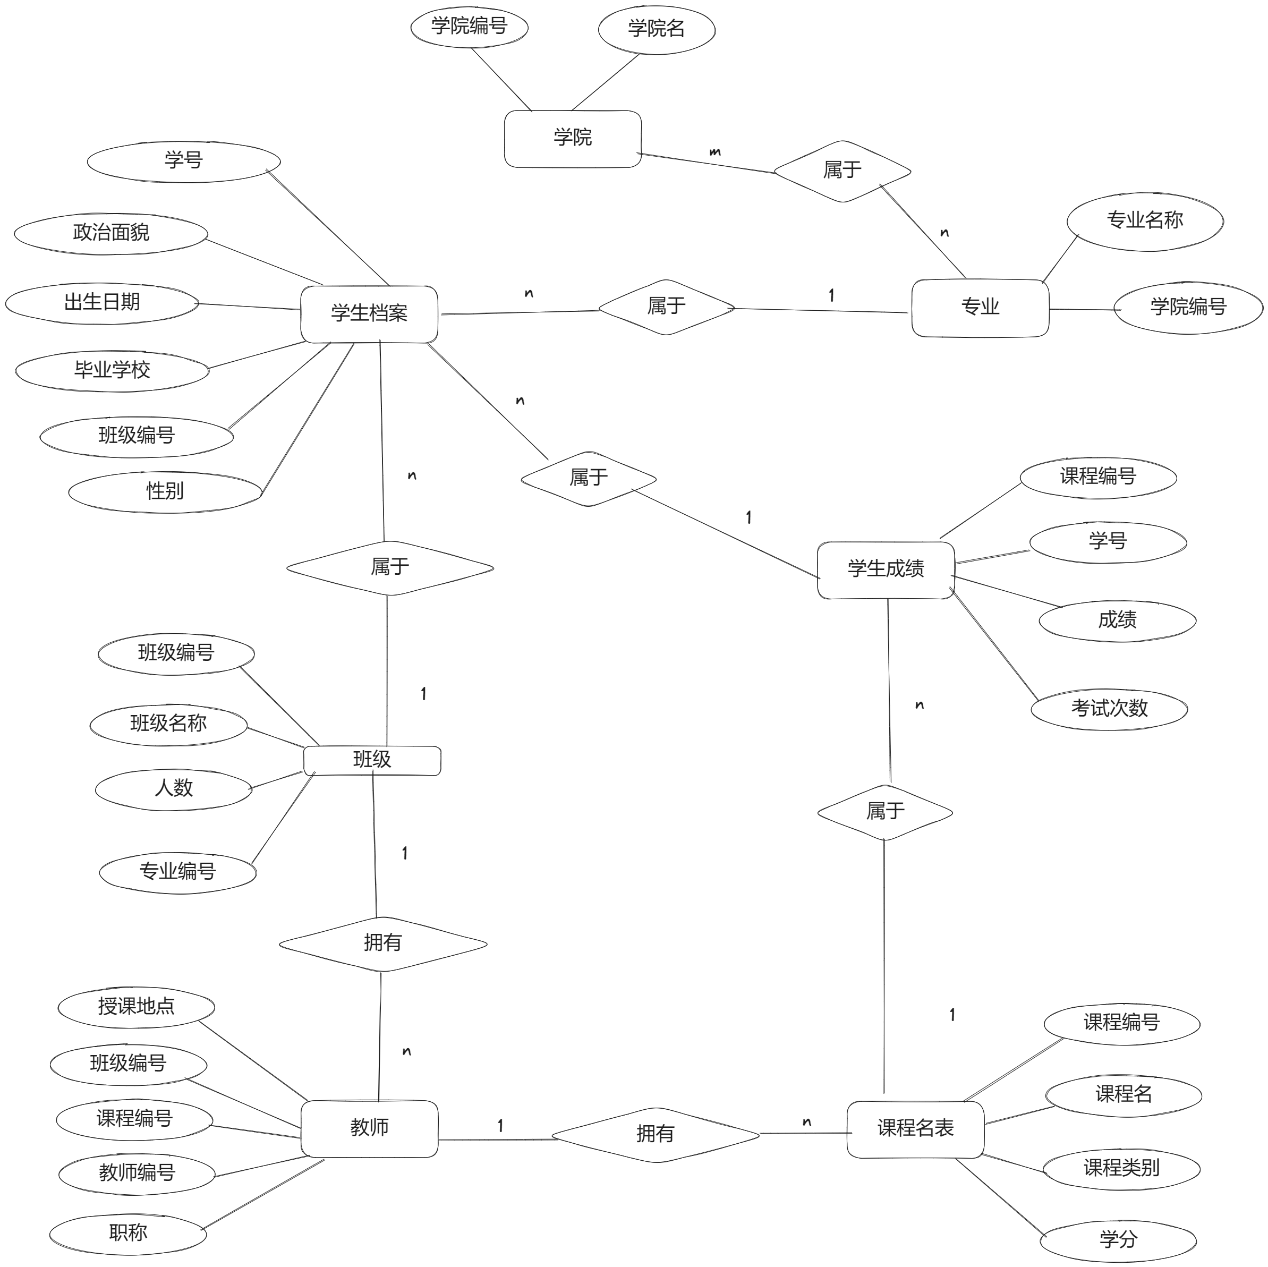 学院编号
学院名
学院
m
属于
n
学号
政治面貌
出生日期
毕业学校
班级编号
性别
学生档案
n
属于
1
专业
专业名称
学院编号
n
属于
1
学生成绩
课程编号
学号
成绩
考试次数
n
属于
1
班级编号
班级名称
人数
专业编号
班级
n
属于
1
1
拥有
n
授课地点
班级编号
课程编号
教师编号
职称
教师
1
拥有
n
课程名表
课程编号
课程名
课程类别
学分